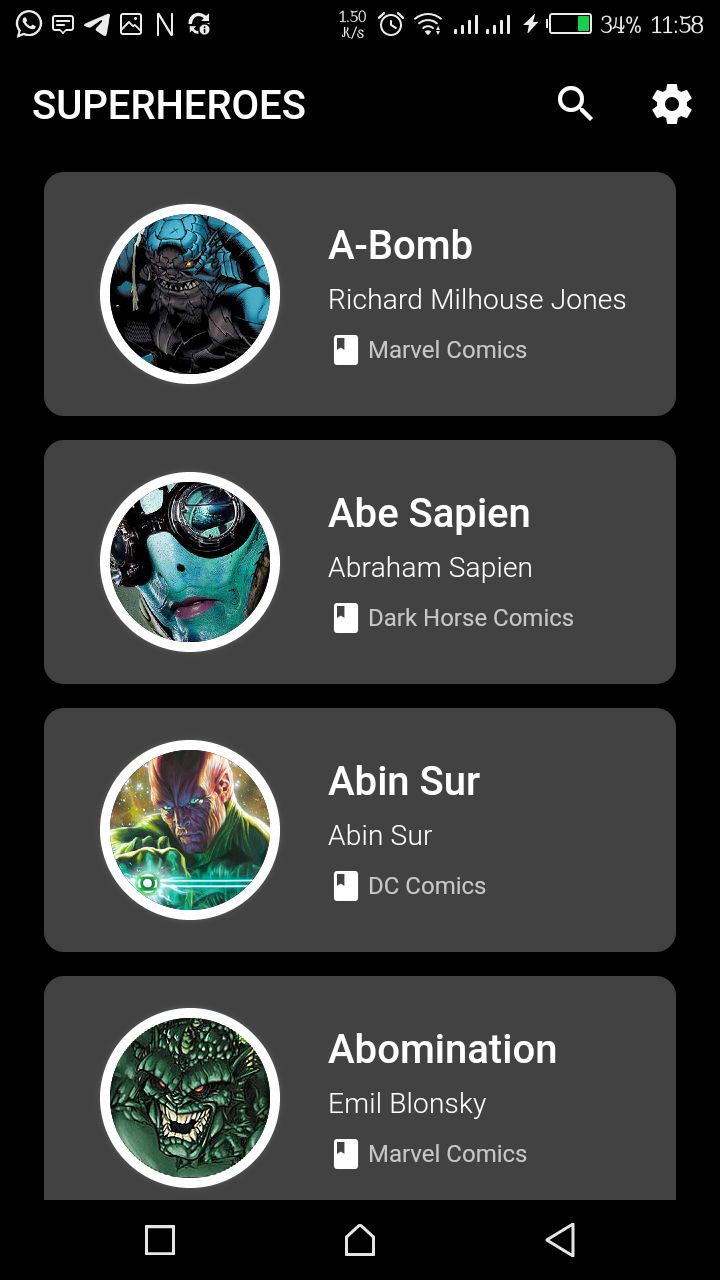 1.50
K/s
34% 11:58
SUPERHEROES
A-Bomb
Richard Milhouse Jones
Marvel Comics
Abe Sapien
Abraham Sapien
Dark Horse Comics
Abin Sur
Abin Sur
DC Comics
Abomination
Emil Blonsky
Marvel Comics